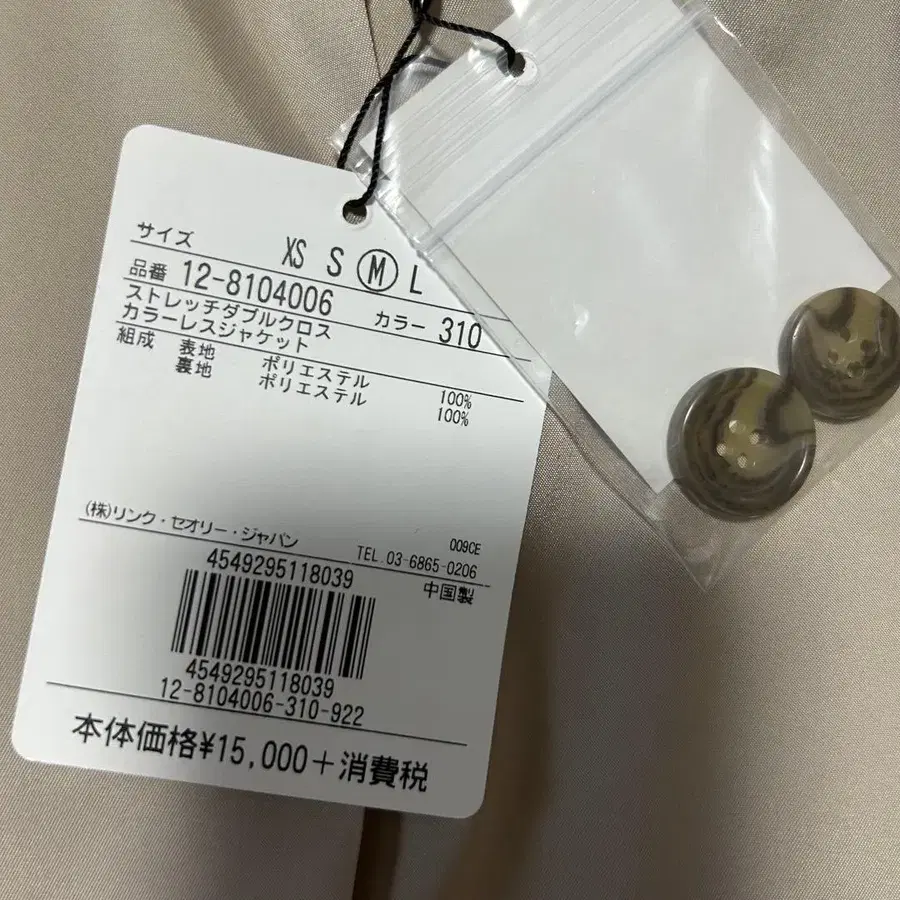 サイズ XS S M L
品番 12-8104006 カラー 310
ストレッチダブルクロス
カラーレスジャケット
組成 表地 ポリエステル 100%
裏地 ポリエステル 100%
(株)リンク・セオリー・ジャパン 009CE
TEL.03-6865-0206
4549295118039 中国製
4549295118039
12-8104006-310-922
本体価格¥15,000+消費税